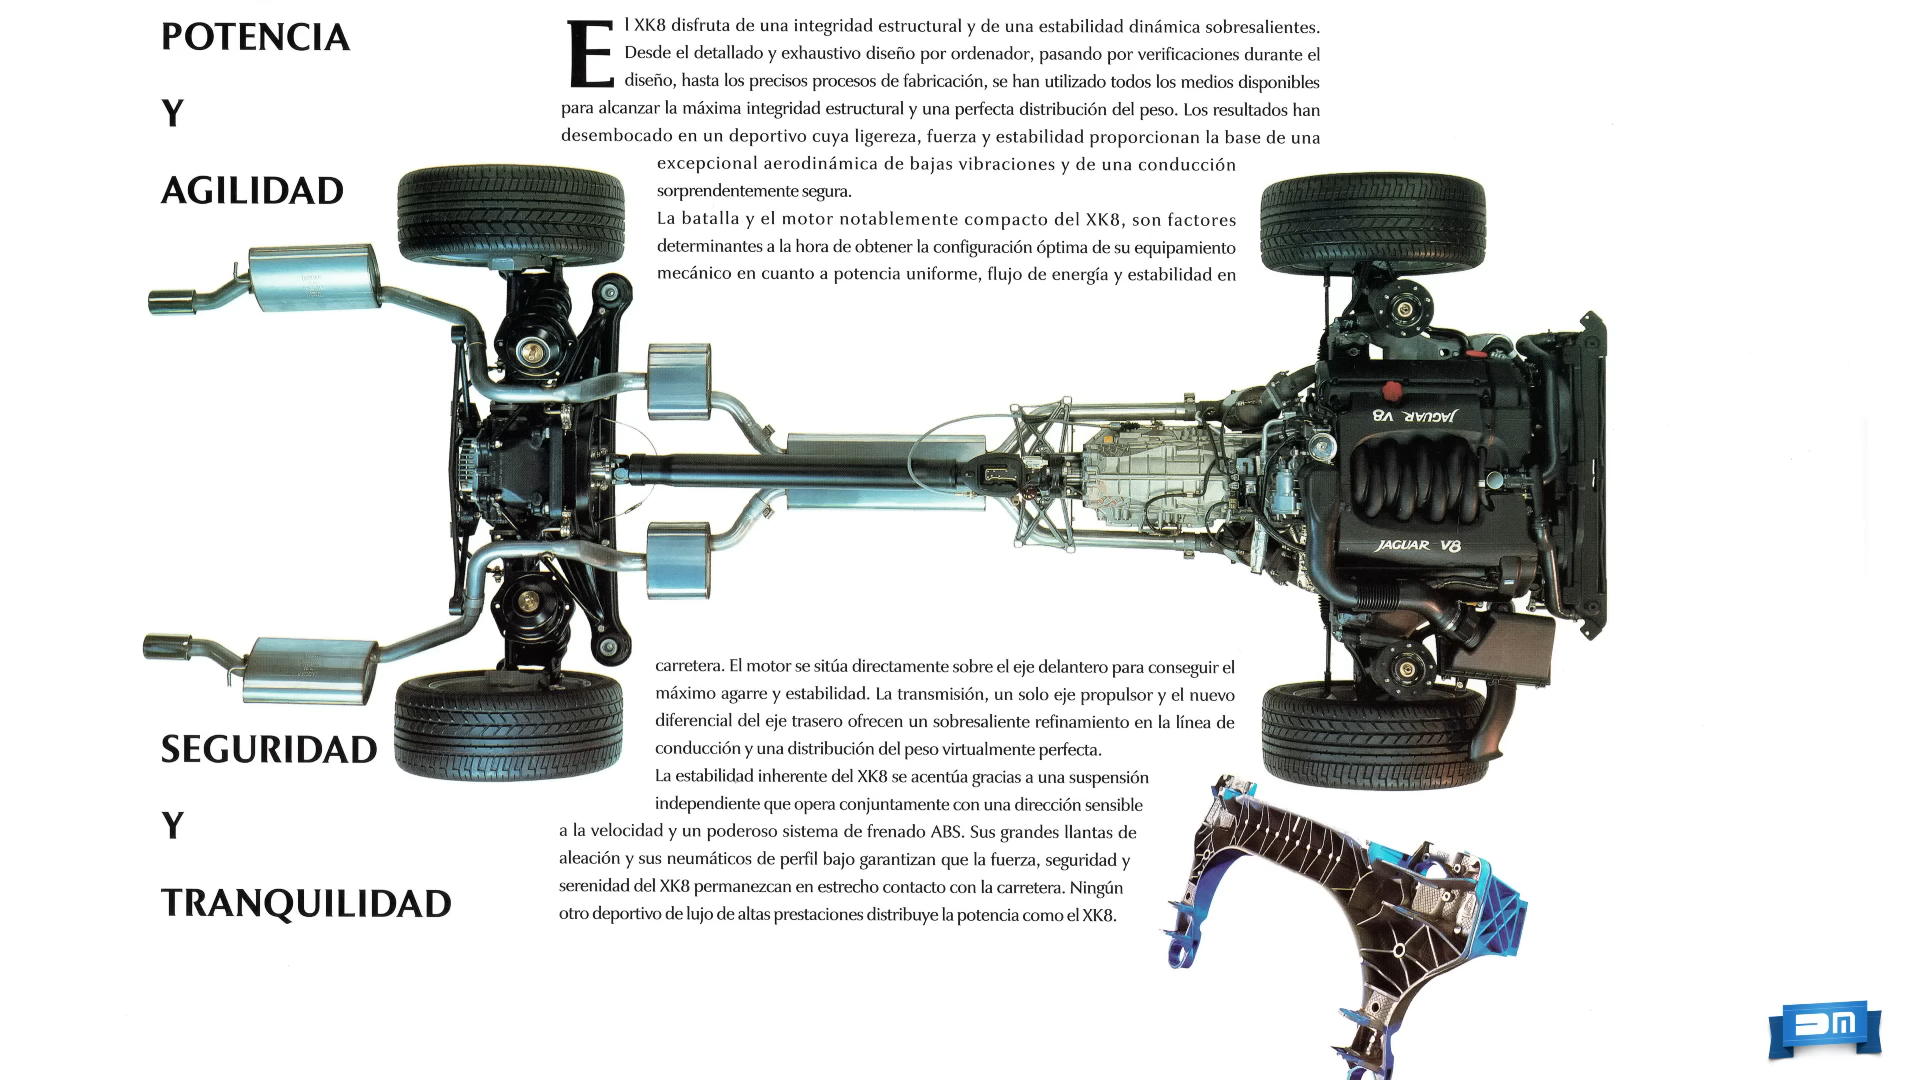 POTENCIA
Y
AGILIDAD
El XK8 disfruta de una integridad estructural y de una estabilidad dinámica sobresalientes.
Desde el detallado y exhaustivo diseño por ordenador, pasando por verificaciones durante el
diseño, hasta los precisos procesos de fabricación, se han utilizado todos los medios disponibles
para alcanzar la máxima integridad estructural y una perfecta distribución del peso. Los resultados han
desembocado en un deportivo cuya ligereza, fuerza y estabilidad proporcionan la base de una
excepcional aerodinámica de bajas vibraciones y de una conducción
sorprendentemente segura.
La batalla y el motor notablemente compacto del XK8, son factores
determinantes a la hora de obtener la configuración óptima de su equipamiento
mecánico en cuanto a potencia uniforme, flujo de energía y estabilidad en
JAGUAR V8
JAGUAR V8
carretera. El motor se sitúa directamente sobre el eje delantero para conseguir el
máximo agarre y estabilidad. La transmisión, un solo eje propulsor y el nuevo
diferencial del eje trasero ofrecen un sobresaliente refinamiento en la línea de
conducción y una distribución del peso virtualmente perfecta.
La estabilidad inherente del XK8 se acentúa gracias a una suspensión
independiente que opera conjuntamente con una dirección sensible
a la velocidad y un poderoso sistema de frenado ABS. Sus grandes llantas de
aleación y sus neumáticos de perfil bajo garantizan que la fuerza, seguridad y
serenidad del XK8 permanezcan en estrecho contacto con la carretera. Ningún
otro deportivo de lujo de altas prestaciones distribuye la potencia como el XK8.
SEGURIDAD
Y
TRANQUILIDAD